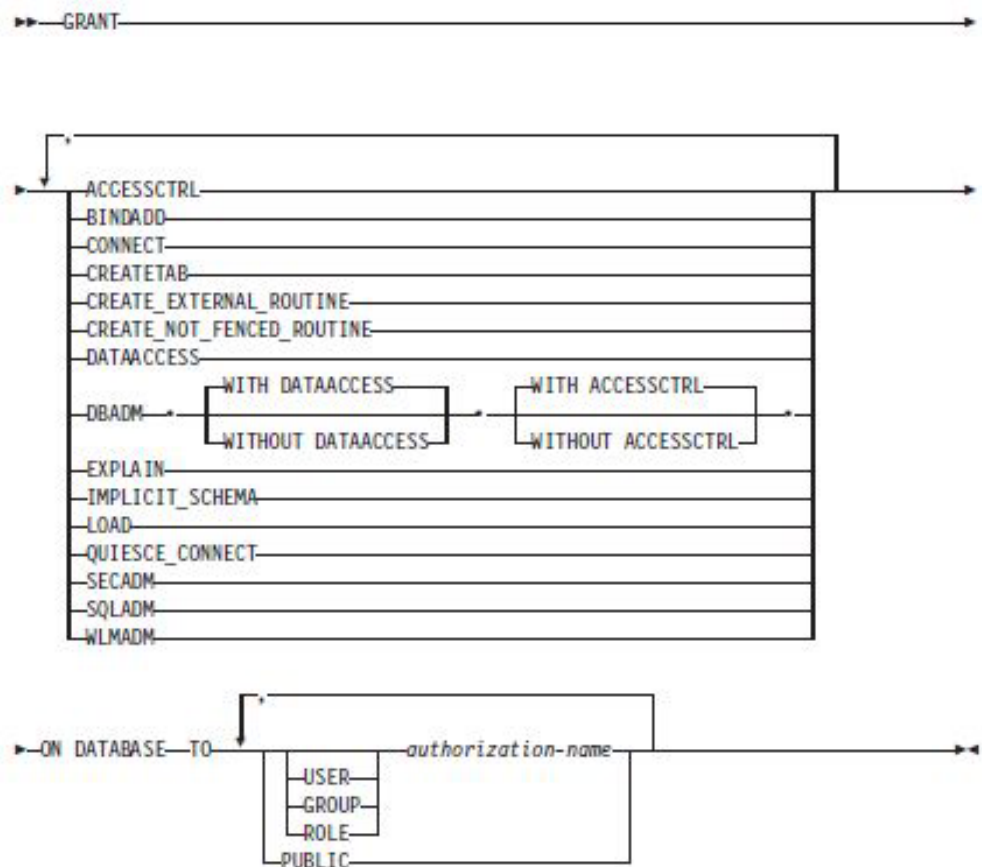 GRANT
,
ACCESSCTRL
BINDADD
CONNECT
CREATETAB
CREATE_EXTERNAL_ROUTINE
CREATE_NOT_FENCED_ROUTINE
DATAACCESS
WITH DATAACCESS WITH ACCESSCTRL
DBADM
WITHOUT DATAACCESS WITHOUT ACCESSCTRL
EXPLAIN
IMPLICIT_SCHEMA
LOAD
QUIESCE_CONNECT
SECADM
SQLADM
WLMADM
,
ON DATABASE TO authorization-name
USER
GROUP
ROLE
PUBLIC